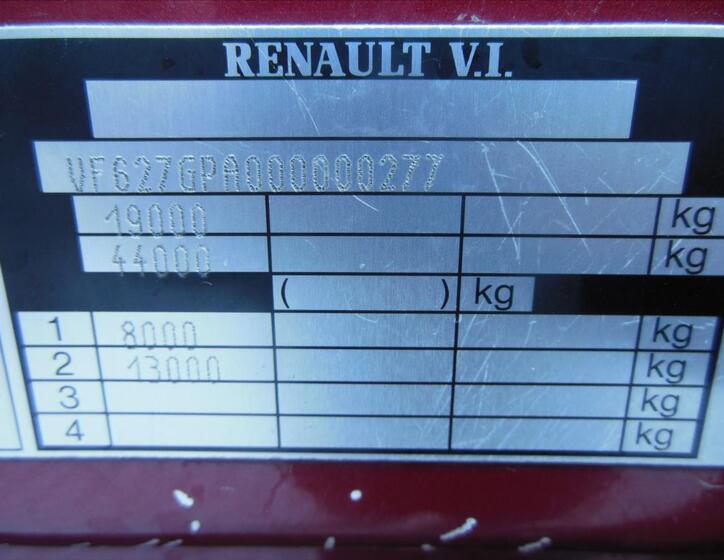 RENAULT V.I.
VF627GPA000000277
19000 kg
44000 kg
( ) kg
1 8000 kg
2 13000 kg
3 kg
4 kg